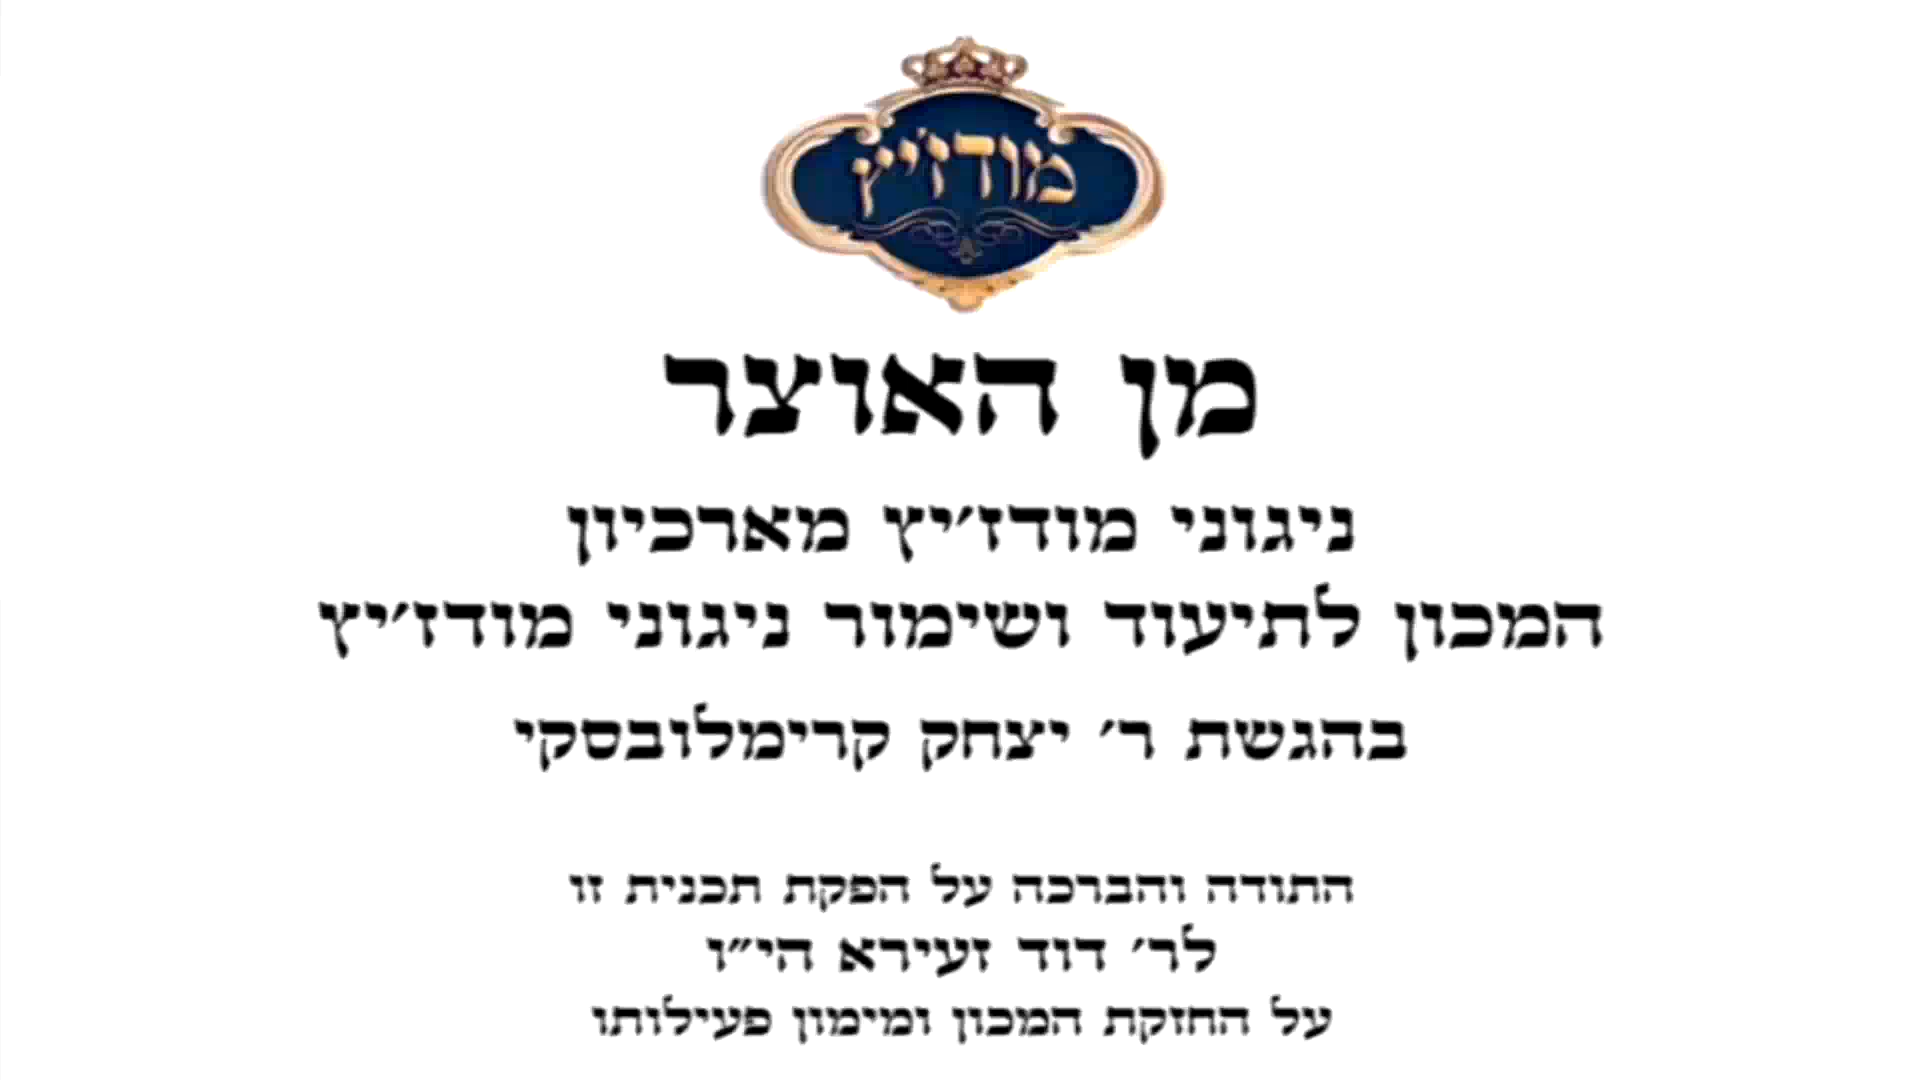 מודז'יץ
מן האוצר
ניגוני מודז׳יץ מארכיון
המכון לתיעוד ושימור ניגוני מודז׳יץ
בהגשת ר׳ יצחק קרימלובסקי
התודה והברכה על הפקת תכנית זו
לר׳ דוד זעירא הי״ו
על החזקת המכון ומימון פעילותו